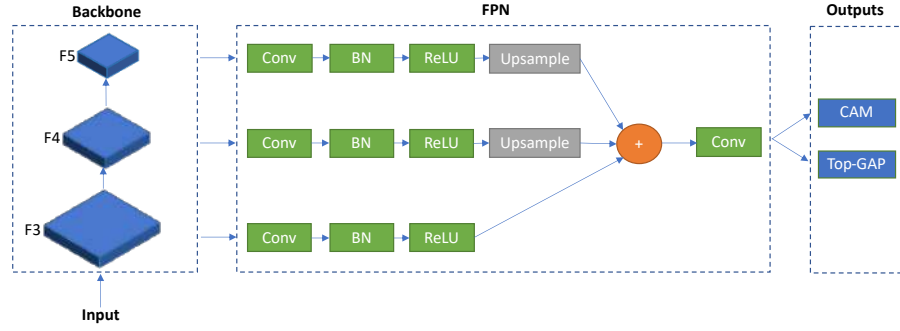 Backbone
FPN
Outputs
F5
Conv
BN
ReLU
Upsample
F4
Conv
BN
ReLU
Upsample
+
Conv
CAM
Top-GAP
F3
Conv
BN
ReLU
Input